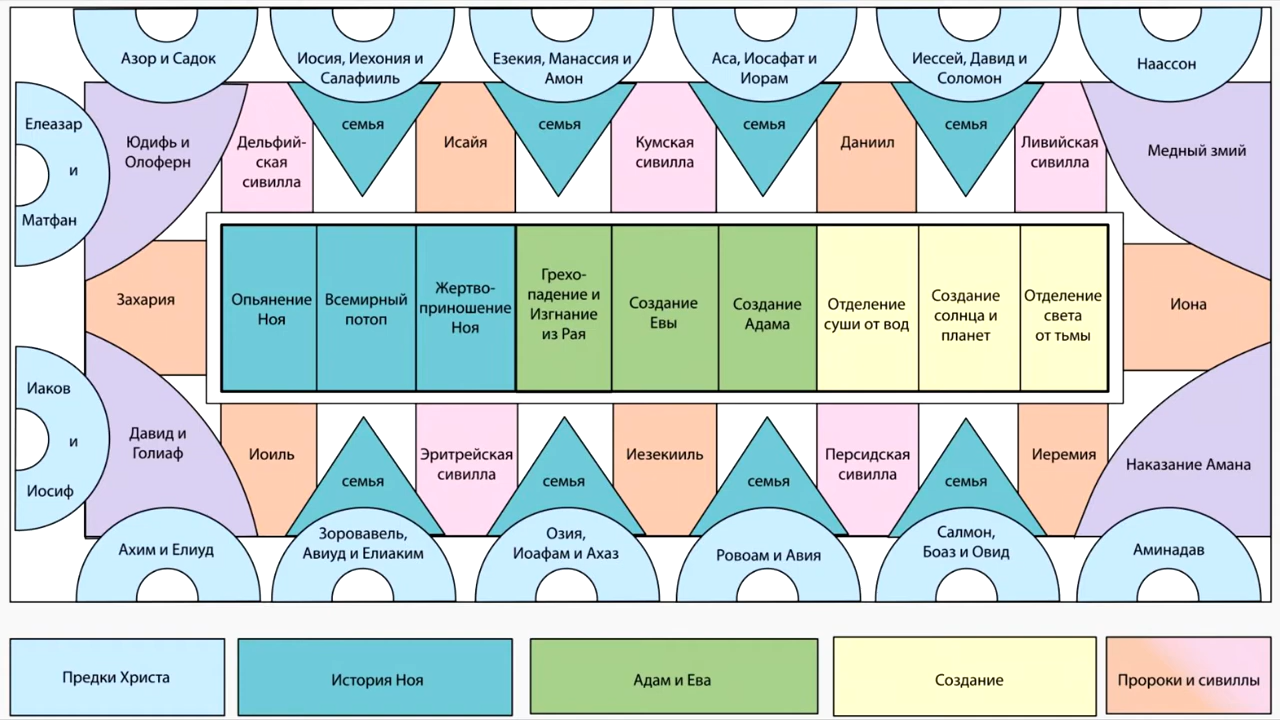 Азор и Садок
Иосия, Иехония и
Салафииль
Езекия, Манассия и
Амон
Аса, Иосафат и
Иорам
Иессей, Давид и
Соломон
Наассон
Елеазар
и
Матфан
Юдифь и
Олоферн
Дельфий-
ская
сивилла
семья
Исайя
семья
Кумская
сивилла
семья
Даниил
семья
Ливийская
сивилла
Медный змий
Захария
Опьянение
Ноя
Всемирный
потоп
Жертво-
приношение
Ноя
Грехо-
падение и
Изгнание
из Рая
Создание
Евы
Создание
Адама
Отделение
суши от вод
Создание
солнца и
планет
Отделение
света
от тьмы
Иона
Иаков
и
Иосиф
Давид и
Голиаф
Иоиль
семья
Эритрейская
сивилла
семья
Иезекииль
семья
Персидская
сивилла
семья
Иеремия
Наказание Амана
Ахим и Елиуд
Зоровавель,
Авиуд и Елиаким
Озия,
Иоафам и Ахаз
Ровоам и Авия
Салмон,
Боаз и Овид
Аминадав
Предки Христа
История Ноя
Адам и Ева
Создание
Пророки и сивиллы